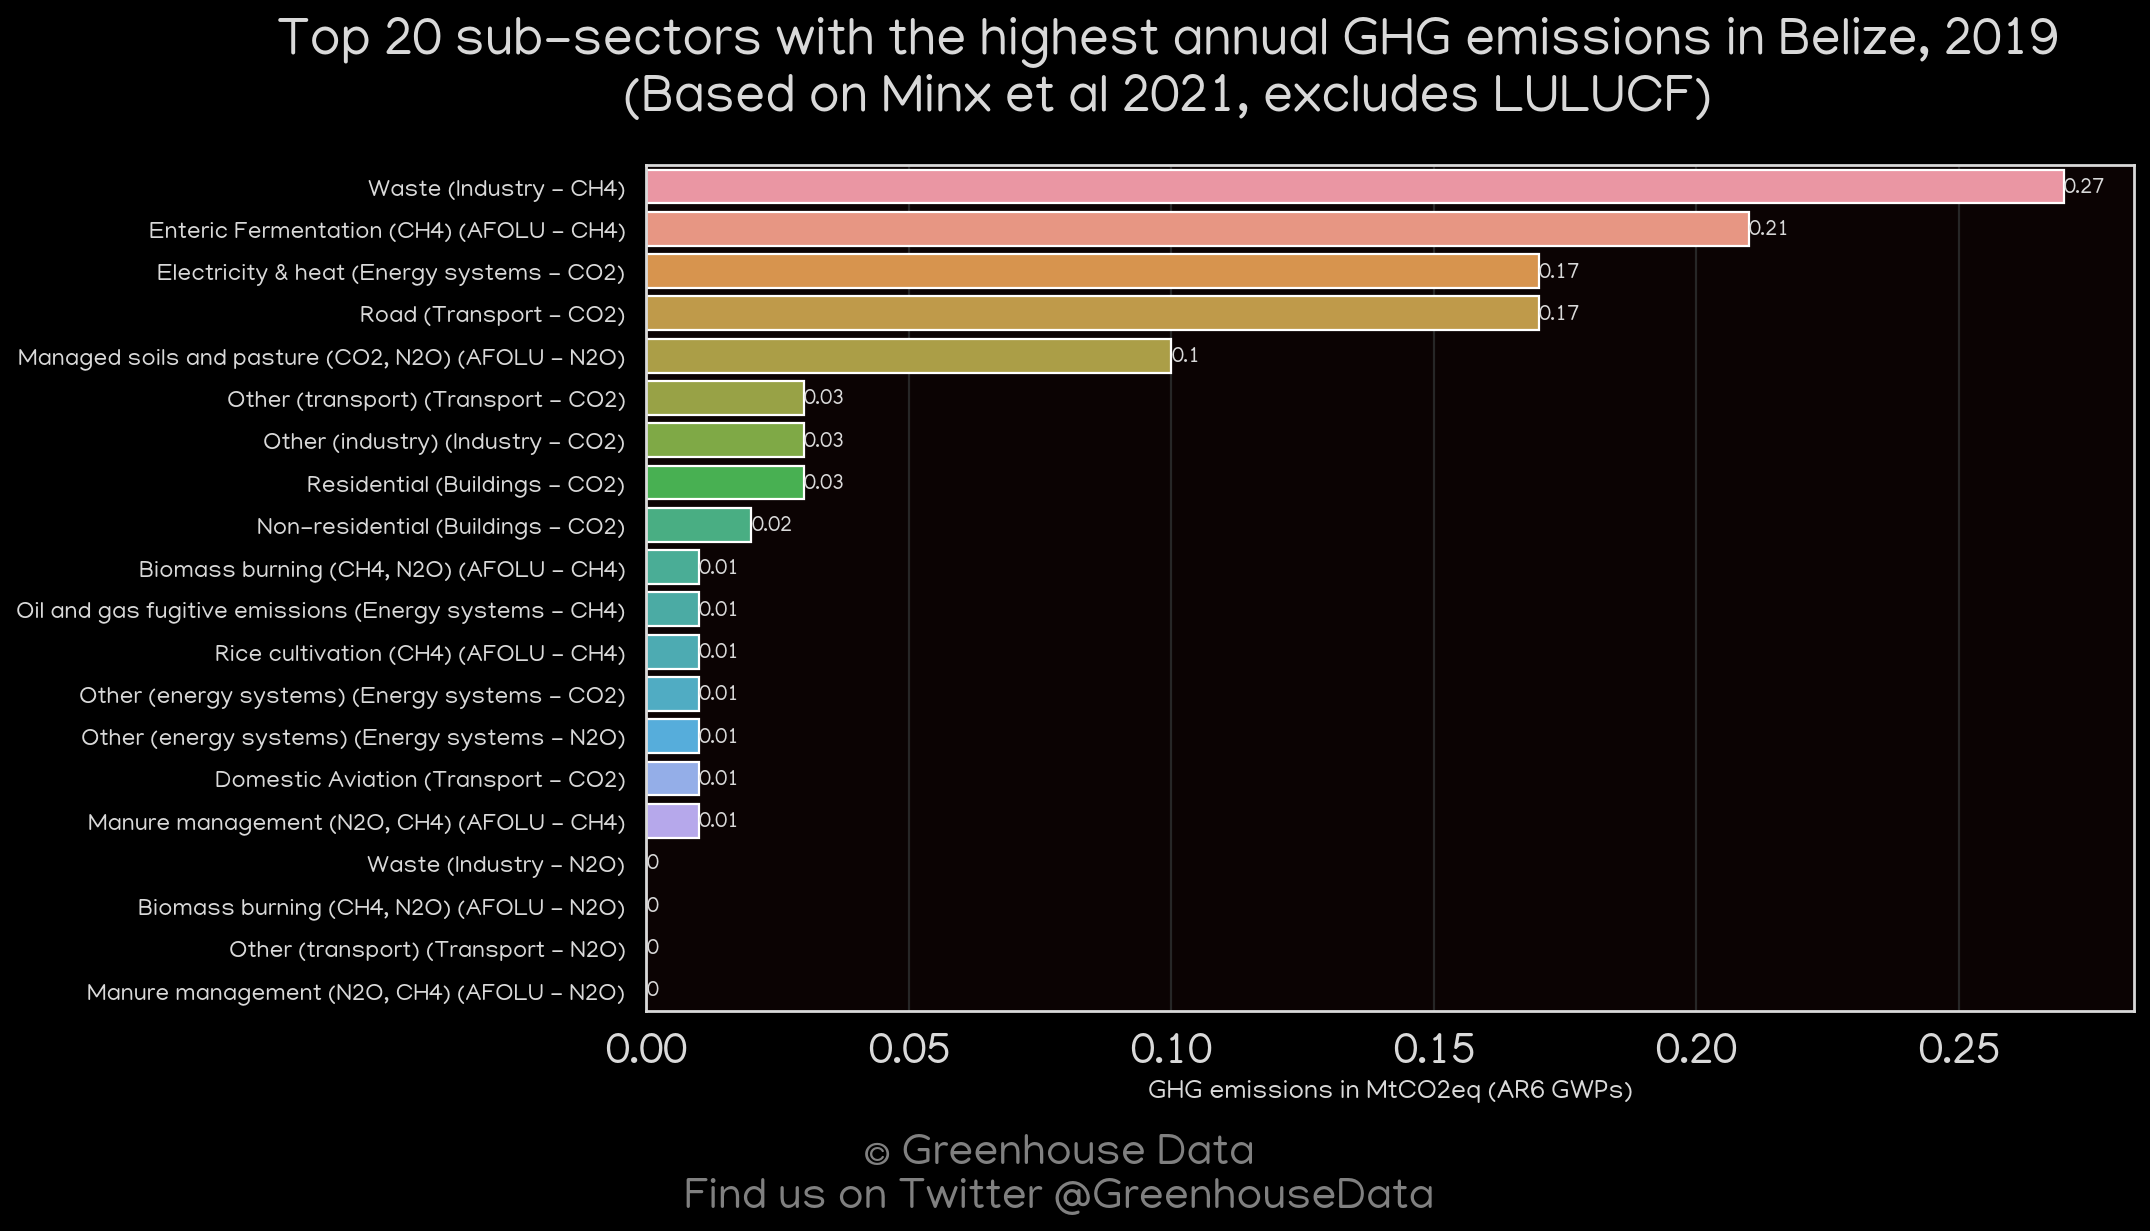 Top 20 sub-sectors with the highest annual GHG emissions in Belize, 2019
(Based on Minx et al 2021, excludes LULUCF)
Waste (Industry - CH4) 0.27
Enteric Fermentation (CH4) (AFOLU - CH4) 0.21
Electricity & heat (Energy systems - CO2) 0.17
Road (Transport - CO2) 0.17
Managed soils and pasture (CO2, N2O) (AFOLU - N2O) 0.1
Other (transport) (Transport - CO2) 0.03
Other (industry) (Industry - CO2) 0.03
Residential (Buildings - CO2) 0.03
Non-residential (Buildings - CO2) 0.02
Biomass burning (CH4, N2O) (AFOLU - CH4) 0.01
Oil and gas fugitive emissions (Energy systems - CH4) 0.01
Rice cultivation (CH4) (AFOLU - CH4) 0.01
Other (energy systems) (Energy systems - CO2) 0.01
Other (energy systems) (Energy systems - N2O) 0.01
Domestic Aviation (Transport - CO2) 0.01
Manure management (N2O, CH4) (AFOLU - CH4) 0.01
Waste (Industry - N2O) 0
Biomass burning (CH4, N2O) (AFOLU - N2O) 0
Other (transport) (Transport - N2O) 0
Manure management (N2O, CH4) (AFOLU - N2O) 0
0.00 0.05 0.10 0.15 0.20 0.25
GHG emissions in MtCO2eq (AR6 GWPs)
© Greenhouse Data
Find us on Twitter @GreenhouseData